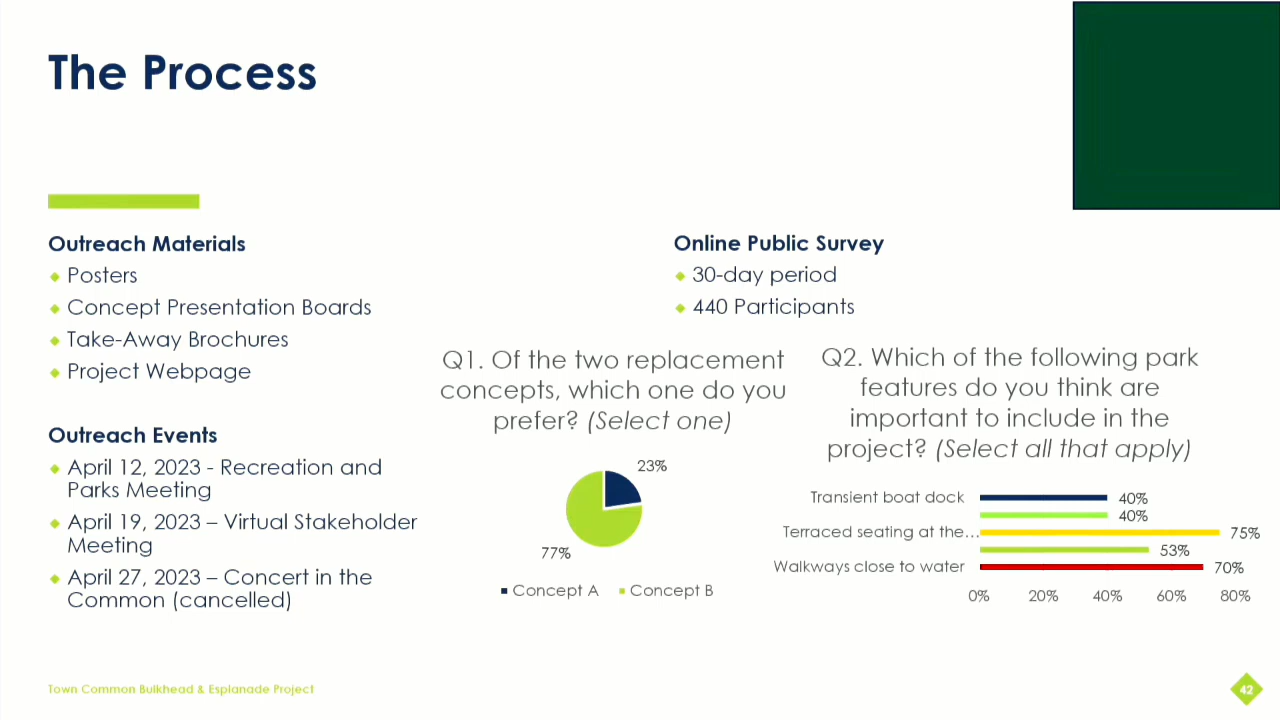 The Process
Outreach Materials
Posters
Concept Presentation Boards
Take-Away Brochures
Project Webpage
Outreach Events
April 12, 2023 - Recreation and
Parks Meeting
April 19, 2023 – Virtual Stakeholder
Meeting
April 27, 2023 – Concert in the
Common (cancelled)
Online Public Survey
30-day period
440 Participants
Q1. Of the two replacement
concepts, which one do you
prefer? (Select one)
23%
77%
Concept A Concept B
Q2. Which of the following park
features do you think are
important to include in the
project? (Select all that apply)
Transient boat dock 40%
40%
Terraced seating at the... 75%
53%
Walkways close to water 70%
0% 20% 40% 60% 80%
Town Common Bulkhead & Esplanade Project
42